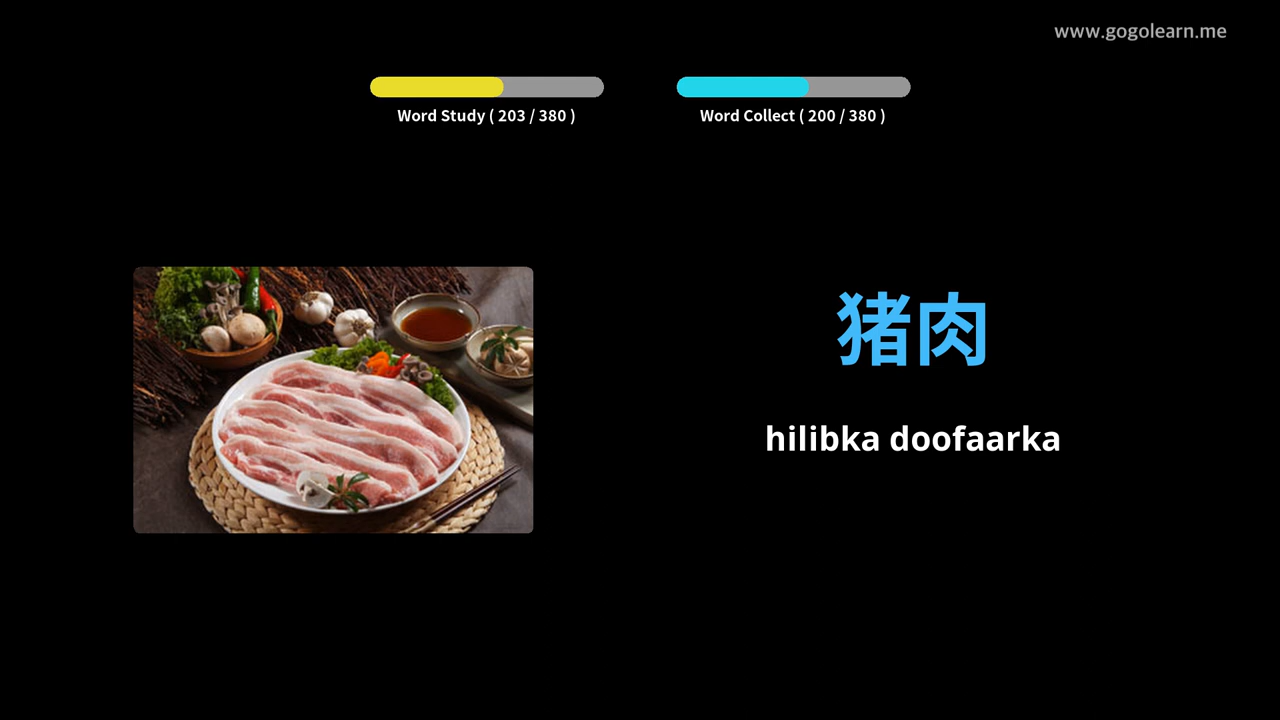 www.gogolearn.me
Word Study ( 203 / 380 )
Word Collect ( 200 / 380 )
猪肉
hilibka doofaarka